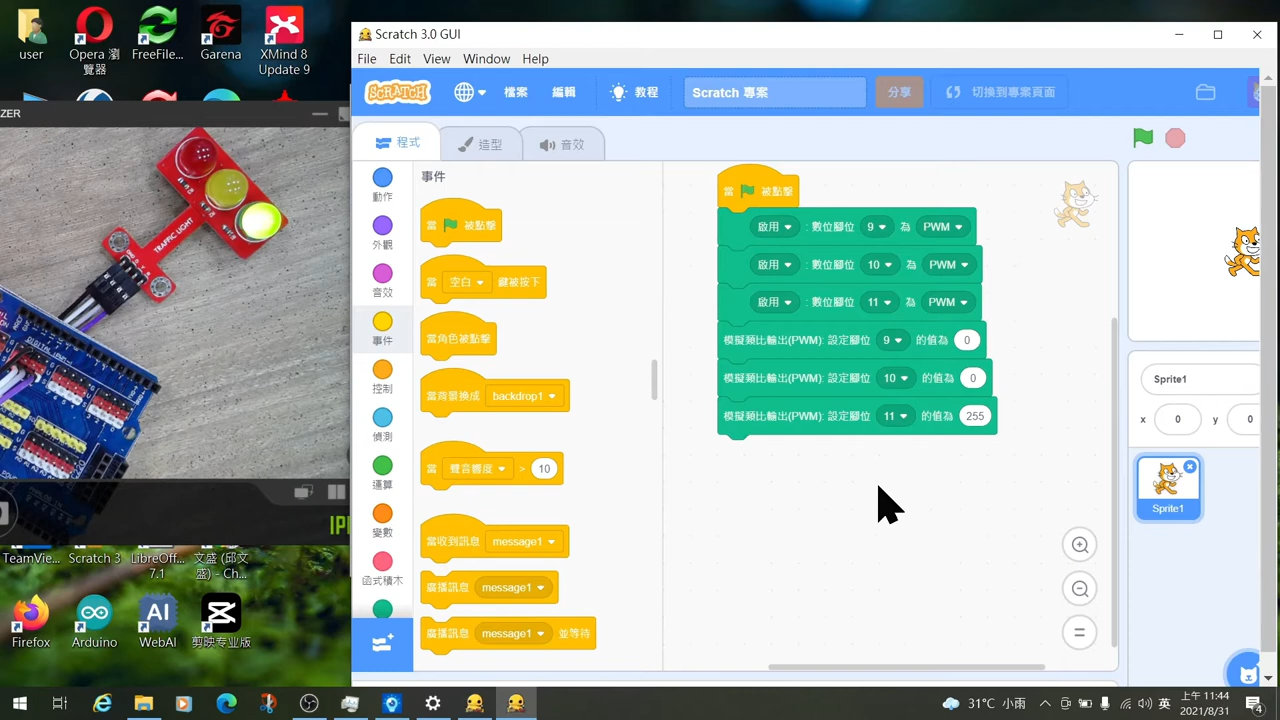 user
Opera 瀏
覽器
FreeFile...
Garena
XMind 8
Update 9
ZER
TRAFFIC LIGHT
TeamView...
Scratch 3
LibreOff...
7.1
文盛 (邱文
盛) - Ch...
Firefox
Arduino
AI
WebAI
剪映专业版
Scratch 3.0 GUI
File Edit View Window Help
SCRATCH
檔案
編輯
教程
Scratch 專案
分享
切換到專案頁面
程式
造型
音效
動作
外觀
音效
事件
控制
偵測
運算
變數
函式積木
事件
當 被點擊
當 空白 鍵被按下
當角色被點擊
當背景換成 backdrop1
當 聲音響度 > 10
當收到訊息 message1
廣播訊息 message1
廣播訊息 message1 並等待
當 被點擊
啟用 : 數位腳位 9 為 PWM
啟用 : 數位腳位 10 為 PWM
啟用 : 數位腳位 11 為 PWM
模擬類比輸出(PWM): 設定腳位 9 的值為 0
模擬類比輸出(PWM): 設定腳位 10 的值為 0
模擬類比輸出(PWM): 設定腳位 11 的值為 255
Sprite1
x 0 y 0
Sprite1
31°C 小雨
英
上午 11:44
2021/8/31
4